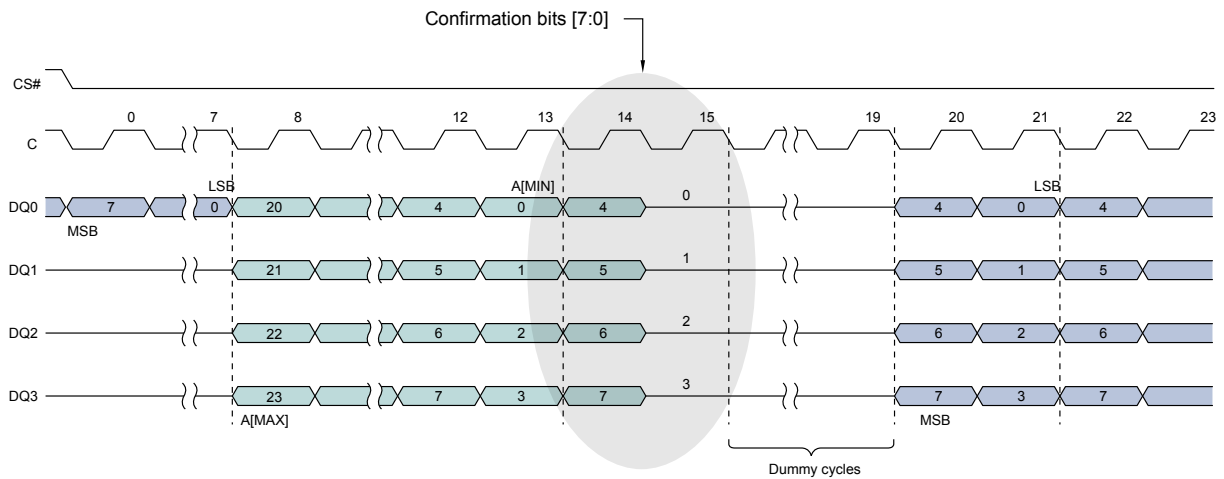 Confirmation bits [7:0]
CS#
0 7 8 12 13 14 15 19 20 21 22 23
C
LSB A[MIN] LSB
DQ0 7 0 20 4 0 4 0 4 0 4
MSB
DQ1 21 5 1 5 1 5 1 5
DQ2 22 6 2 6 2 6 2 6
DQ3 23 7 3 7 3 7 3 7
A[MAX] MSB
Dummy cycles